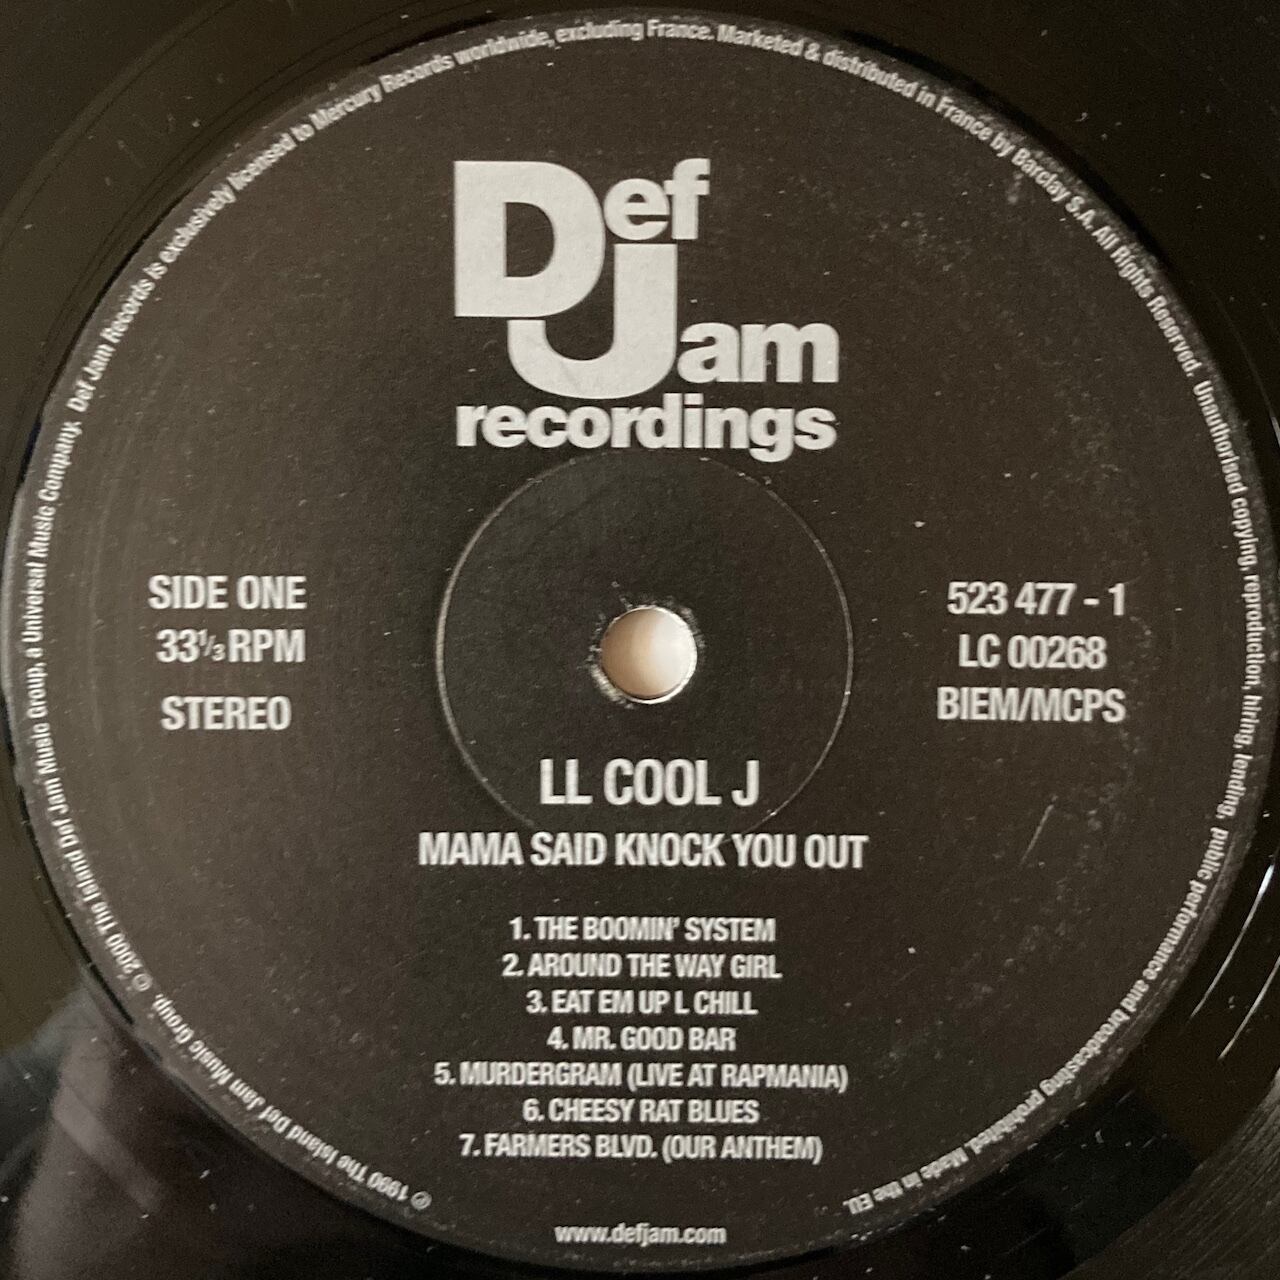 Def Jam
recordings
SIDE ONE
33⅓ RPM
STEREO
523 477 - 1
LC 00268
BIEM/MCPS
LL COOL J
MAMA SAID KNOCK YOU OUT
1. THE BOOMIN' SYSTEM
2. AROUND THE WAY GIRL
3. EAT EM UP L CHILL
4. MR. GOOD BAR
5. MURDERGRAM (LIVE AT RAPMANIA)
6. CHEESY RAT BLUES
7. FARMERS BLVD. (OUR ANTHEM)
www.defjam.com
℗ 1990 The Island Def Jam Music Group. © 2000 The Island Def Jam Music Group, a Universal Music Company. Def Jam Records is exclusively licensed to Mercury Records worldwide, excluding France. Marketed & distributed in France by Barclay S.A. All Rights Reserved. Unauthorised copying, reproduction, hiring, lending, public performance and broadcasting prohibited. Made in the EU.